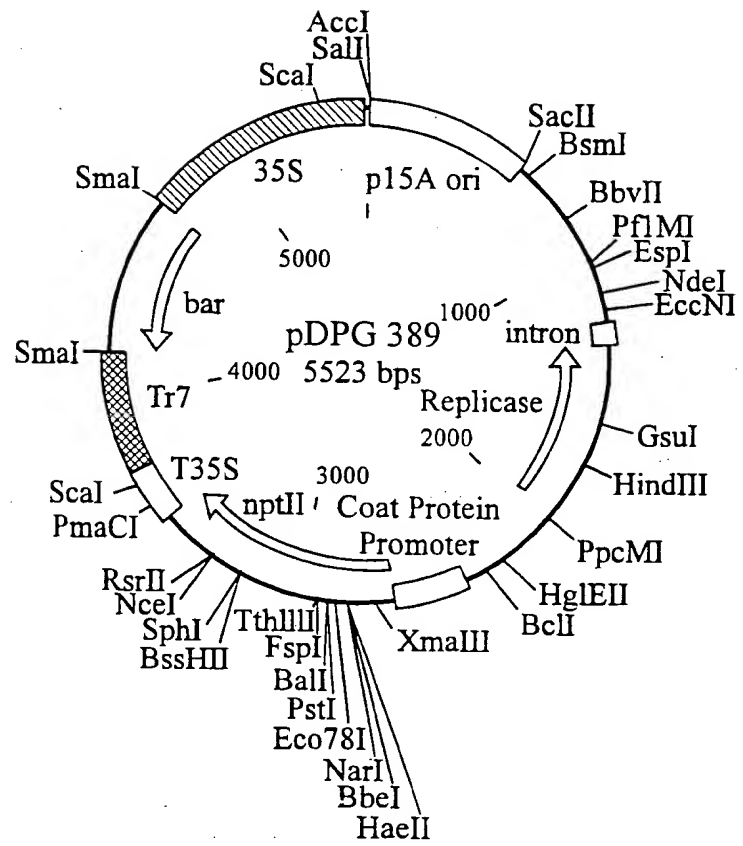 AccI
SalI
ScaI
SacII
BsmI
SmaI
35S
p15A ori
BbvII
PflMI
EspI
5000
NdeI
EccNI
bar
1000
intron
pDPG 389
5523 bps
SmaI
4000
Tr7
Replicase
2000
GsuI
T35S
3000
HindIII
ScaI
nptII
Coat Protein
Promoter
PmaCI
PpcMI
RsrII
NceI
HglEII
SphI
BclI
TthlllI
XmaIII
BssHII
FspI
BalI
PstI
Eco78I
NarI
BbeI
HaeII